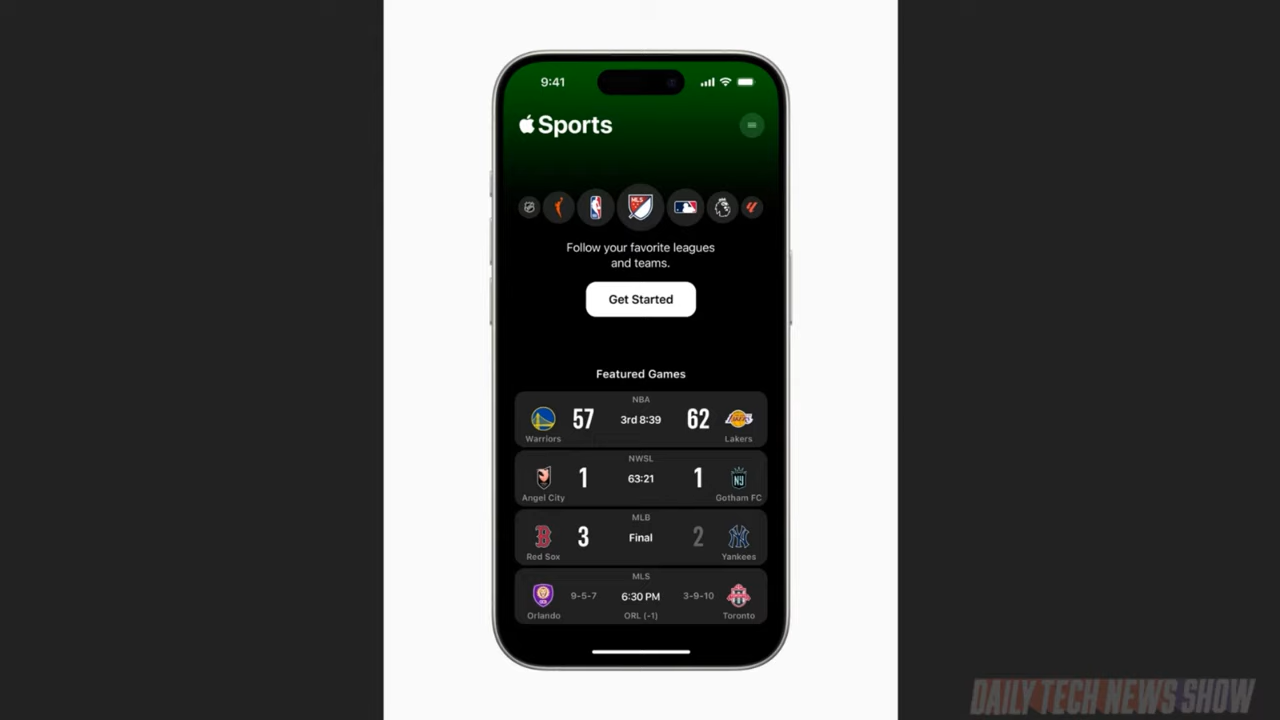 9:41
Sports
MLS
Follow your favorite leagues
and teams.
Get Started
Featured Games
NBA
57 3rd 8:39 62
Warriors Lakers
NWSL
1 63:21 1
Angel City Gotham FC
MLB
3 Final 2
Red Sox Yankees
MLS
9-5-7 6:30 PM 3-9-10
Orlando ORL (-1) Toronto
DAILY TECH NEWS SHOW